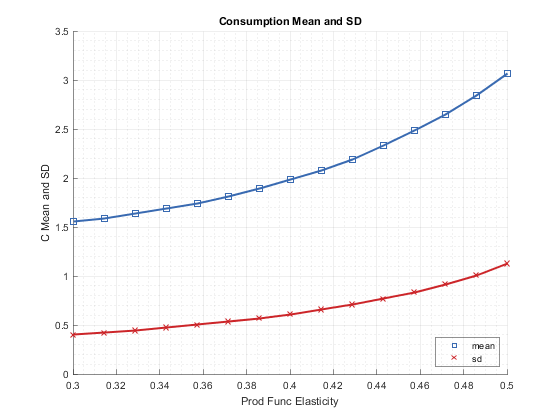 Consumption Mean and SD
3.5
3
2.5
2
1.5
1
0.5
0
C Mean and SD
0.3 0.32 0.34 0.36 0.38 0.4 0.42 0.44 0.46 0.48 0.5
Prod Func Elasticity
mean
sd